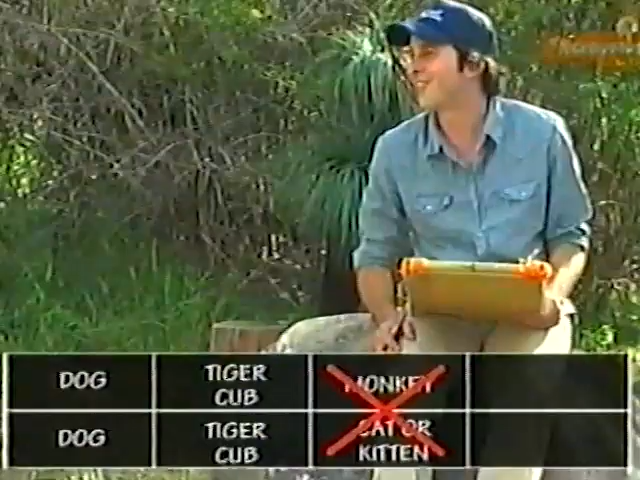 DOG
TIGER
CUB
MONKEY
DOG
TIGER
CUB
CAT OR
KITTEN